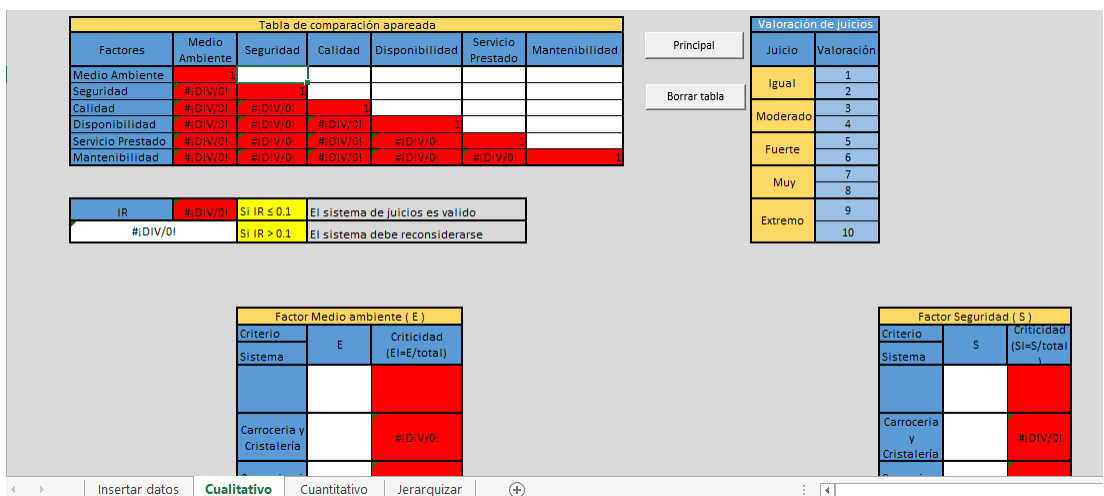 Tabla de comparación apareada
Factores
Medio
Ambiente
Seguridad
Calidad
Disponibilidad
Servicio
Prestado
Mantenibilidad
Medio Ambiente 1
Seguridad #¡DIV/0! 1
Calidad #¡DIV/0! #¡DIV/0! 1
Disponibilidad #¡DIV/0! #¡DIV/0! #¡DIV/0! 1
Servicio Prestado #¡DIV/0! #¡DIV/0! #¡DIV/0! #¡DIV/0! 1
Mantenibilidad #¡DIV/0! #¡DIV/0! #¡DIV/0! #¡DIV/0! #¡DIV/0! 1
Principal
Borrar tabla
Valoración de juicios
Juicio Valoración
Igual
1
2
Moderado
3
4
Fuerte
5
6
Muy
7
8
Extremo
9
10
IR #¡DIV/0! Si IR ≤ 0.1 El sistema de juicios es valido
#¡DIV/0! Si IR > 0.1 El sistema debe reconsiderarse
Factor Medio ambiente ( E )
Criterio
Sistema
E
Criticidad
(EI=E/total)
Carroceria y
Cristalería
#¡DIV/0!
Factor Seguridad ( S )
Criterio
Sistema
S
Criticidad
(SI=S/total
Carroceria
y
Cristalería
#¡DIV/0!
Insertar datos Cualitativo Cuantitativo Jerarquizar